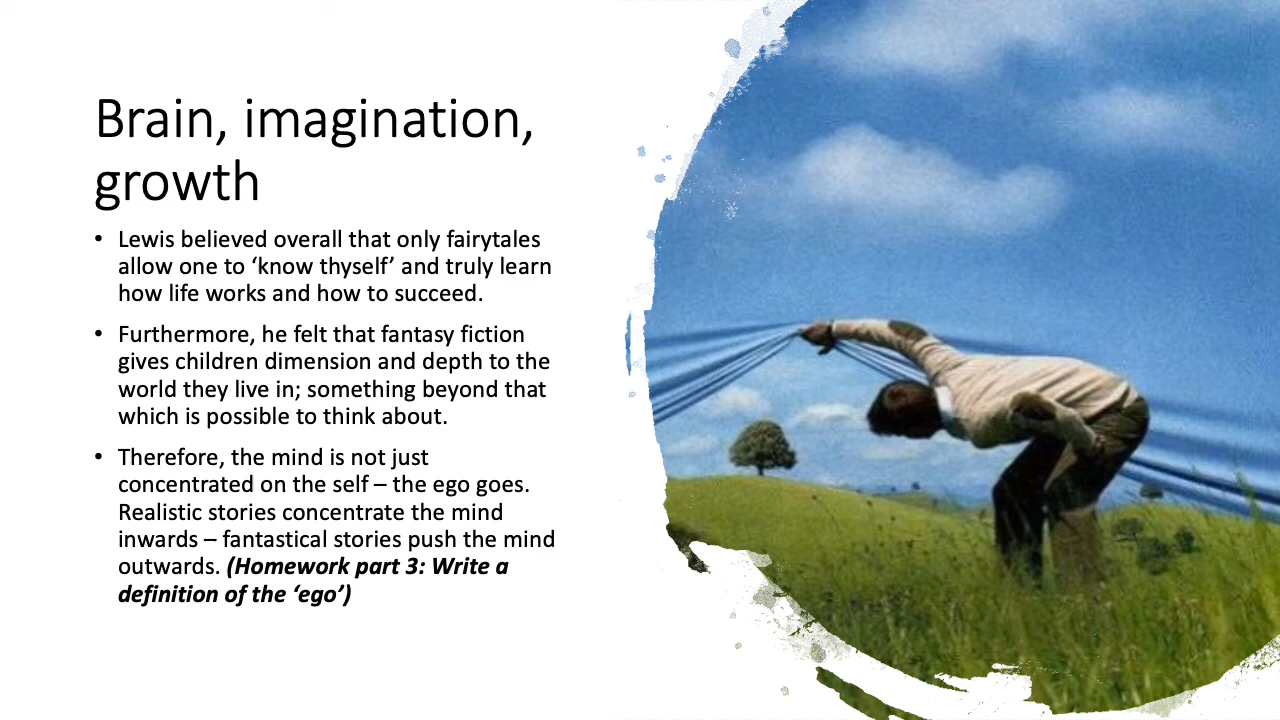 Brain, imagination,
growth
• Lewis believed overall that only fairytales
allow one to ‘know thyself’ and truly learn
how life works and how to succeed.
• Furthermore, he felt that fantasy fiction
gives children dimension and depth to the
world they live in; something beyond that
which is possible to think about.
• Therefore, the mind is not just
concentrated on the self – the ego goes.
Realistic stories concentrate the mind
inwards – fantastical stories push the mind
outwards. (Homework part 3: Write a
definition of the ‘ego’)